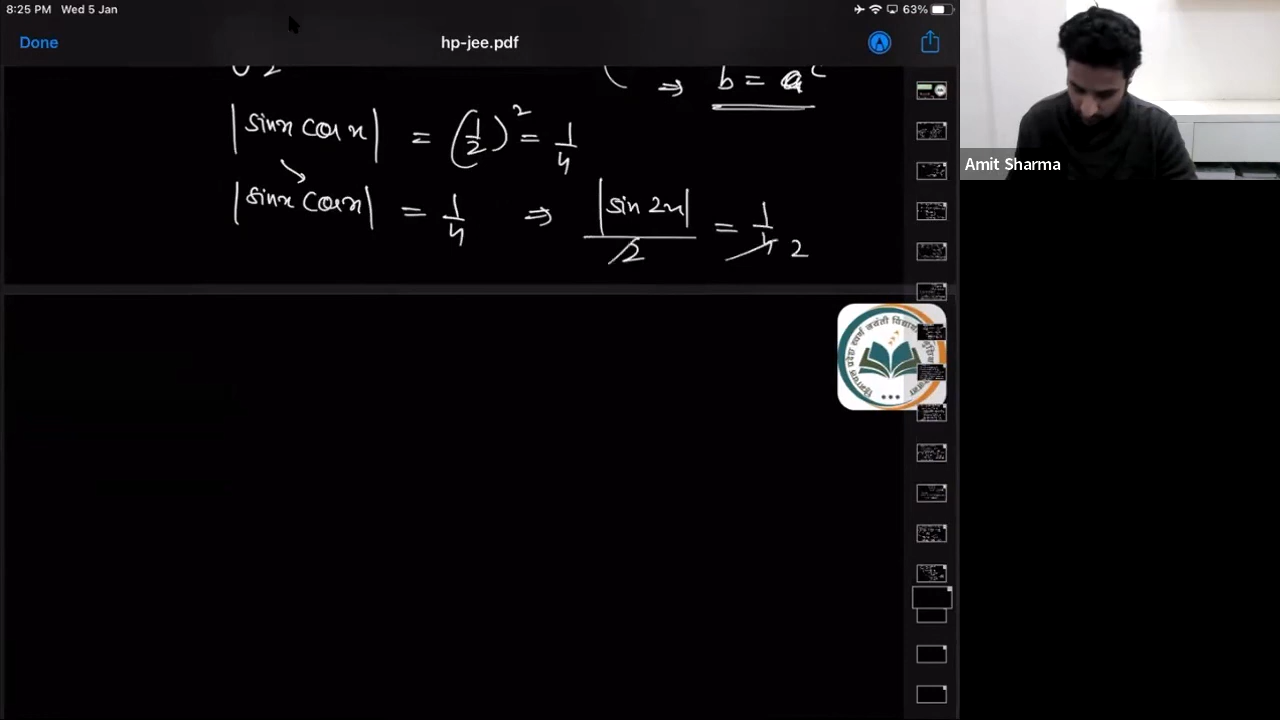 8:25 PM Wed 5 Jan 63%
Done hp-jee.pdf
⇒ b = a^c
|sinx cosx| = (1/2)^2 = 1/4
|sinx cosx| = 1/4 ⇒ |sin 2x|/2 = 1/4 2
Amit Sharma